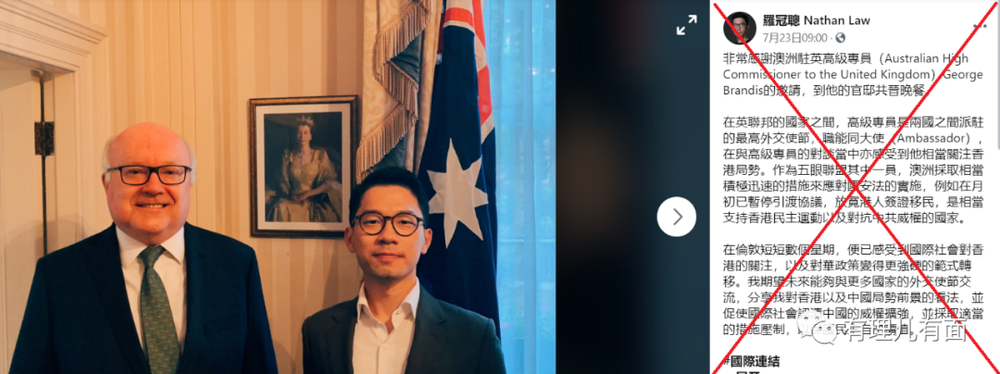 羅冠聰 Nathan Law
7月23日09:00
非常感謝澳洲駐英高級專員（Australian High
Commissioner to the United Kingdom）George
Brandis的邀請，到他的官邸共晉晚餐。
在英聯邦的國家之間，高級專員是兩國之間派駐
的最高外交使節，職能同大使（Ambassador），
在與高級專員的對談當中亦感受到他相當關注香
港局勢。作為五眼聯盟其中一員，澳洲採取相當
積極迅速的措施來應對國安法的實施，例如在月
初已暫停引渡協議，放寬港人簽證移民，是相當
支持香港民主運動以及對抗中共威權的國家。
在倫敦短短數個星期，便已感受到國際社會對香
港的關注，以及對華政策變得更強硬的範式轉
移。我期望未來能夠與更多國家的外交使節交
流，分享我對香港以及中國局勢前景的看法，並
促使國際社會認清中國的威權擴張，並採取適當
的措施壓制，
有理儿有面
#國際連結